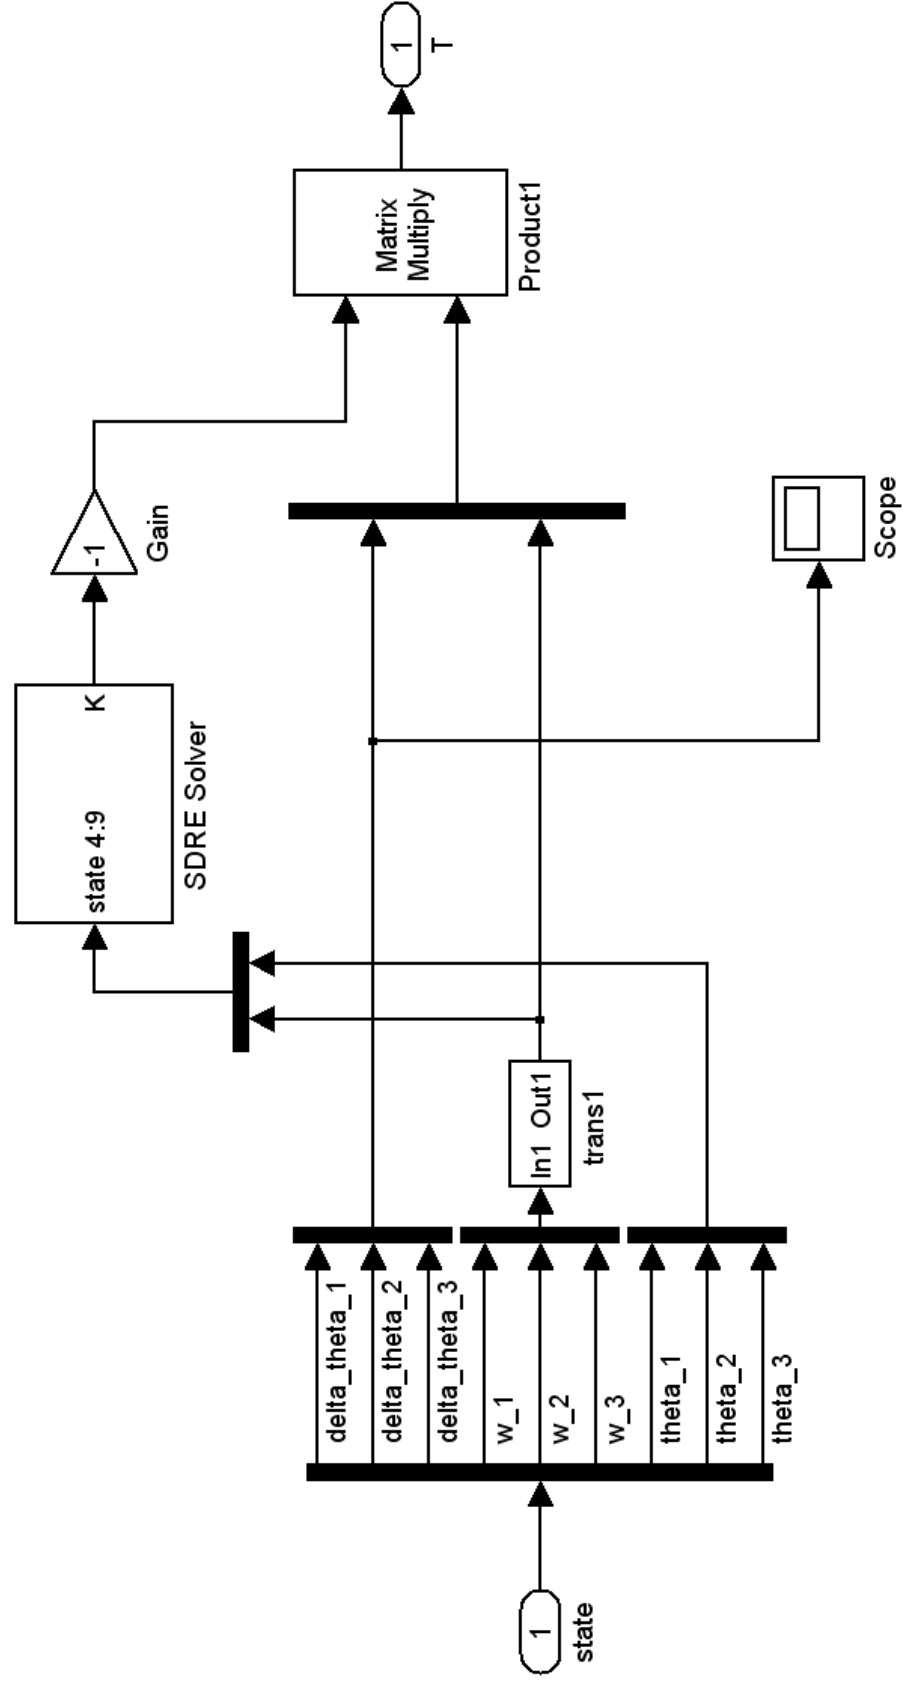 1
state
delta_theta_1
delta_theta_2
delta_theta_3
w_1
w_2
w_3
theta_1
theta_2
theta_3
In1 Out1
trans1
state 4:9 K
SDRE Solver
-1
Gain
Scope
Matrix
Multiply
Product1
1
T